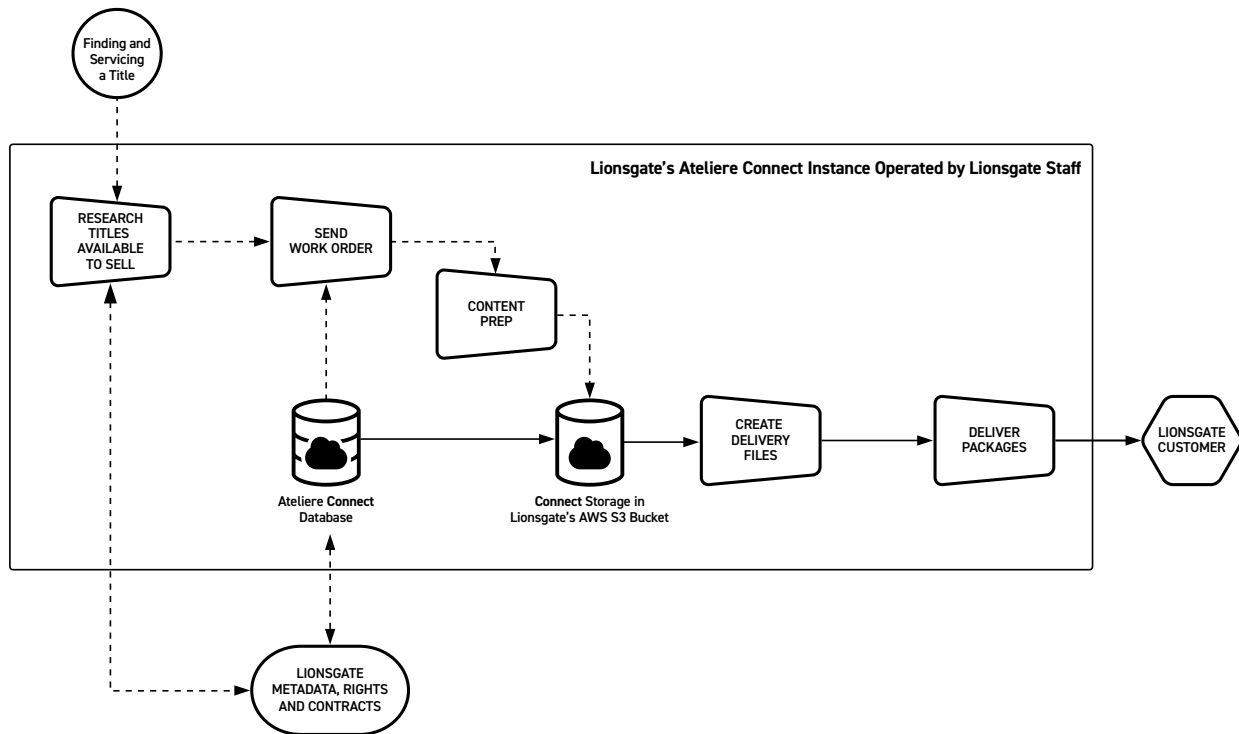 Finding and
Servicing
a Title
Lionsgate’s Ateliere Connect Instance Operated by Lionsgate Staff
RESEARCH
TITLES
AVAILABLE
TO SELL
SEND
WORK ORDER
CONTENT
PREP
Ateliere Connect
Database
Connect Storage in
Lionsgate’s AWS S3 Bucket
CREATE
DELIVERY
FILES
DELIVER
PACKAGES
LIONSGATE
CUSTOMER
LIONSGATE
METADATA, RIGHTS
AND CONTRACTS